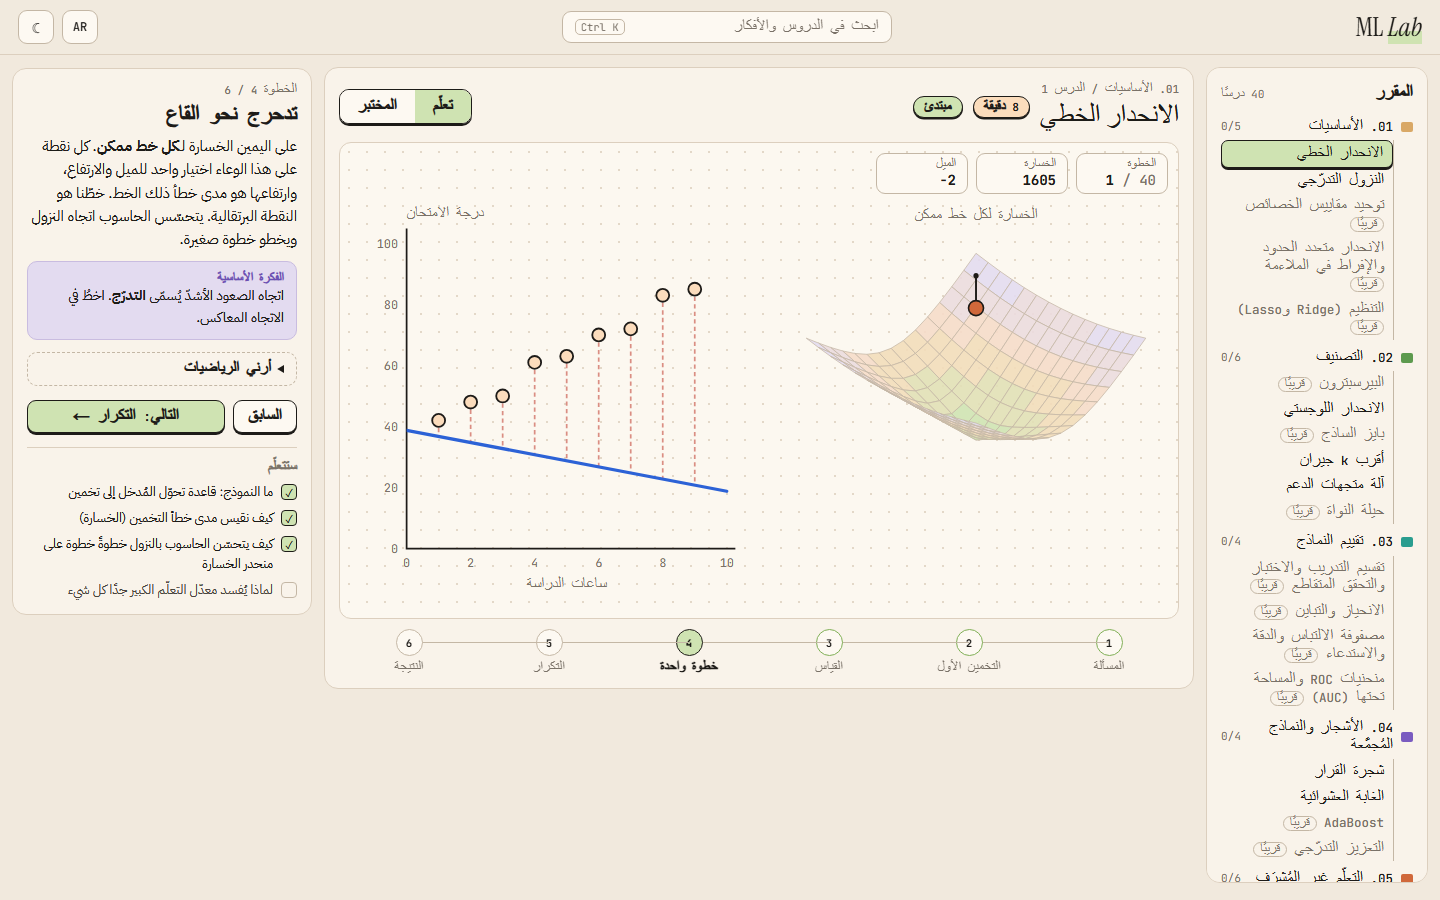 ML Lab
ابحث في الدروس والأفكار
Ctrl K
AR
المقرر
40 درسًا
01. الأساسيات
0/5
الانحدار الخطي
النزول التدرّجي
توحيد مقاييس الخصائص
قريبًا
الانحدار متعدد الحدود
والإفراط في الملاءمة
قريبًا
التنظيم (Ridge وLasso)
قريبًا
02. التصنيف
0/6
البيرسبترون قريبًا
الانحدار اللوجستي
بايز الساذج قريبًا
أقرب k جيران
آلة متجهات الدعم
حيلة النواة قريبًا
03. تقييم النماذج
0/4
تقسيم التدريب والاختبار
والتحقق المتقاطع قريبًا
الانحياز والتباين قريبًا
مصفوفة الالتباس والدقة
والاستدعاء قريبًا
منحنيات ROC والمساحة
تحتها (AUC) قريبًا
04. الأشجار والنماذج
المُجمَّعة
0/4
شجرة القرار
الغابة العشوائية
AdaBoost قريبًا
التعزيز التدرّجي قريبًا
05. التعلّم غير المُشرَف
0/6
01. الأساسيات / الدرس 1
الانحدار الخطي
8 دقيقة
مبتدئ
تعلّم
المختبر
الخطوة
1 / 40
الخسارة
1605
الميل
-2
الخسارة لكل خط ممكن
درجة الامتحان
100
80
60
40
20
0
0 2 4 6 8 10
ساعات الدراسة
1
المسألة
2
التخمين الأول
3
القياس
4
خطوة واحدة
5
التكرار
6
النتيجة
الخطوة 4 / 6
تدحرج نحو القاع
على اليمين الخسارة لكل خط ممكن. كل نقطة
على هذا الوعاء اختيار واحد للميل والارتفاع،
وارتفاعها هو مدى خطأ ذلك الخط. خطّنا هو
النقطة البرتقالية. يتحسّس الحاسوب اتجاه النزول
ويخطو خطوة صغيرة.
الفكرة الأساسية
اتجاه الصعود الأشدّ يُسمّى التدرّج. اخطُ في
الاتجاه المعاكس.
أرني الرياضيات
السابق
التالي: التكرار ←
ستتعلّم
ما النموذج: قاعدة تحوّل المُدخل إلى تخمين
كيف نقيس مدى خطأ التخمين (الخسارة)
كيف يتحسّن الحاسوب بالنزول خطوةً خطوة على
منحدر الخسارة
لماذا يُفسد معدّل التعلّم الكبير جدًا كل شيء